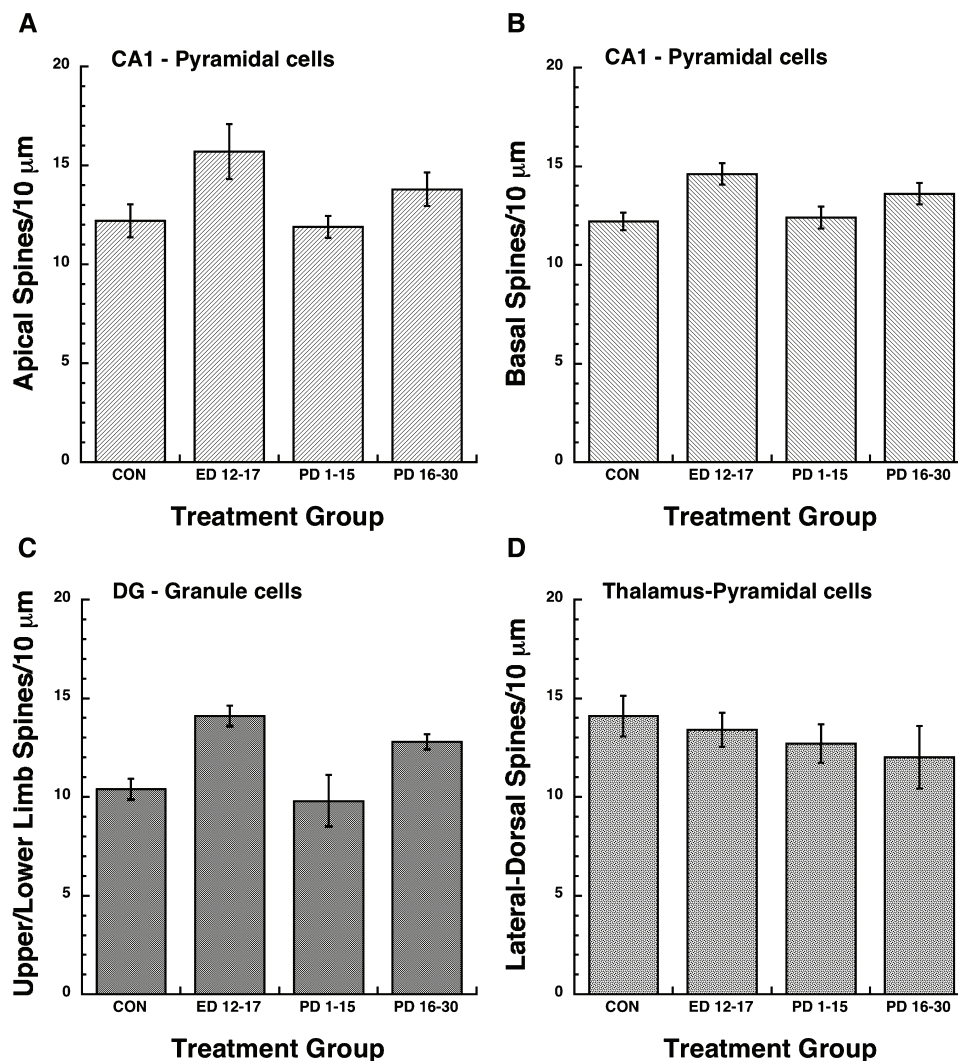 A
CA1 - Pyramidal cells
Apical Spines/10 µm
20
15
10
5
0
CON ED 12-17 PD 1-15 PD 16-30
Treatment Group
B
CA1 - Pyramidal cells
Basal Spines/10 µm
20
15
10
5
0
CON ED 12-17 PD 1-15 PD 16-30
Treatment Group
C
DG - Granule cells
Upper/Lower Limb Spines/10 µm
20
15
10
5
0
CON ED 12-17 PD 1-15 PD 16-30
Treatment Group
D
Thalamus-Pyramidal cells
Lateral-Dorsal Spines/10 µm
20
15
10
5
0
CON ED 12-17 PD 1-15 PD 16-30
Treatment Group